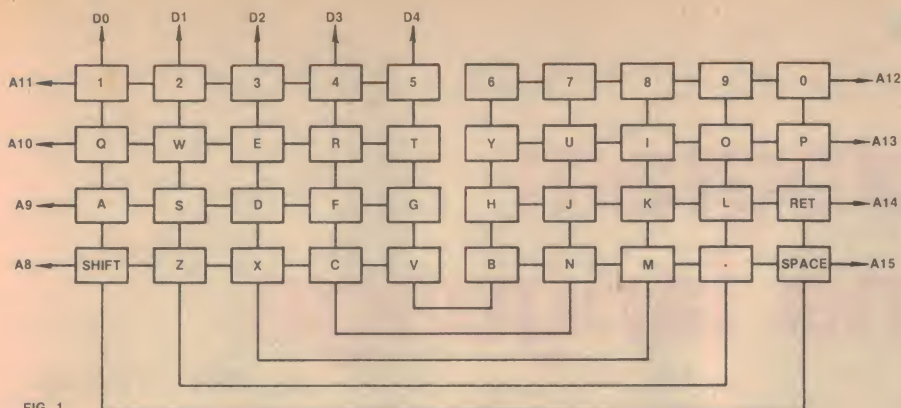 D0 D1 D2 D3 D4
A11 1 2 3 4 5 6 7 8 9 0 A12
A10 Q W E R T Y U I O P A13
A9 A S D F G H J K L RET A14
A8 SHIFT Z X C V B N M . SPACE A15
FIG. 1